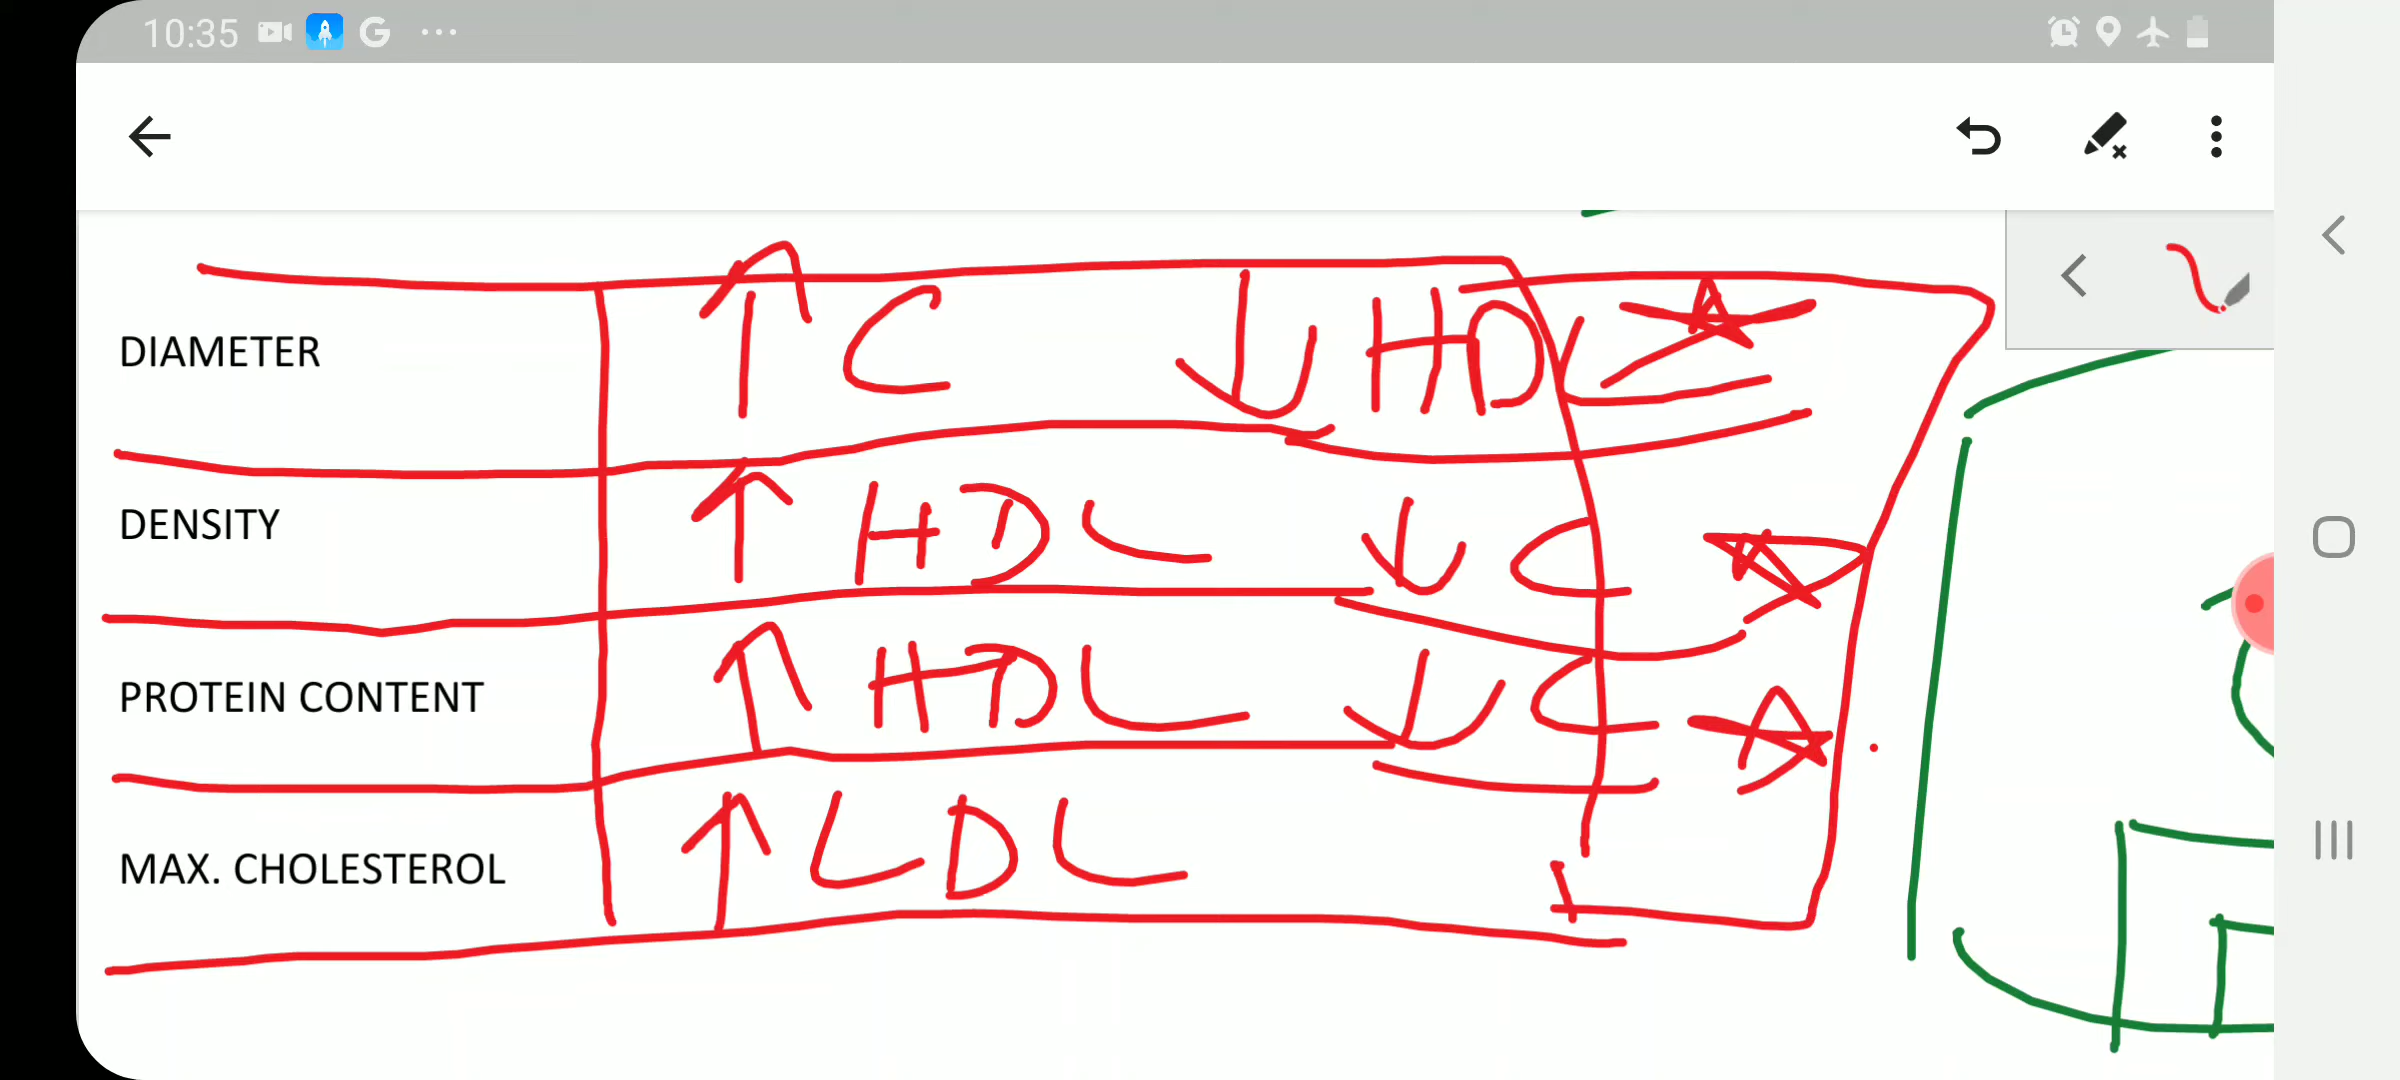 10:35 G ...
DIAMETER ↑ C ↓ HDL
DENSITY ↑ HDL ↓ C
PROTEIN CONTENT ↑ HDL ↓ C
MAX. CHOLESTEROL ↑ LDL